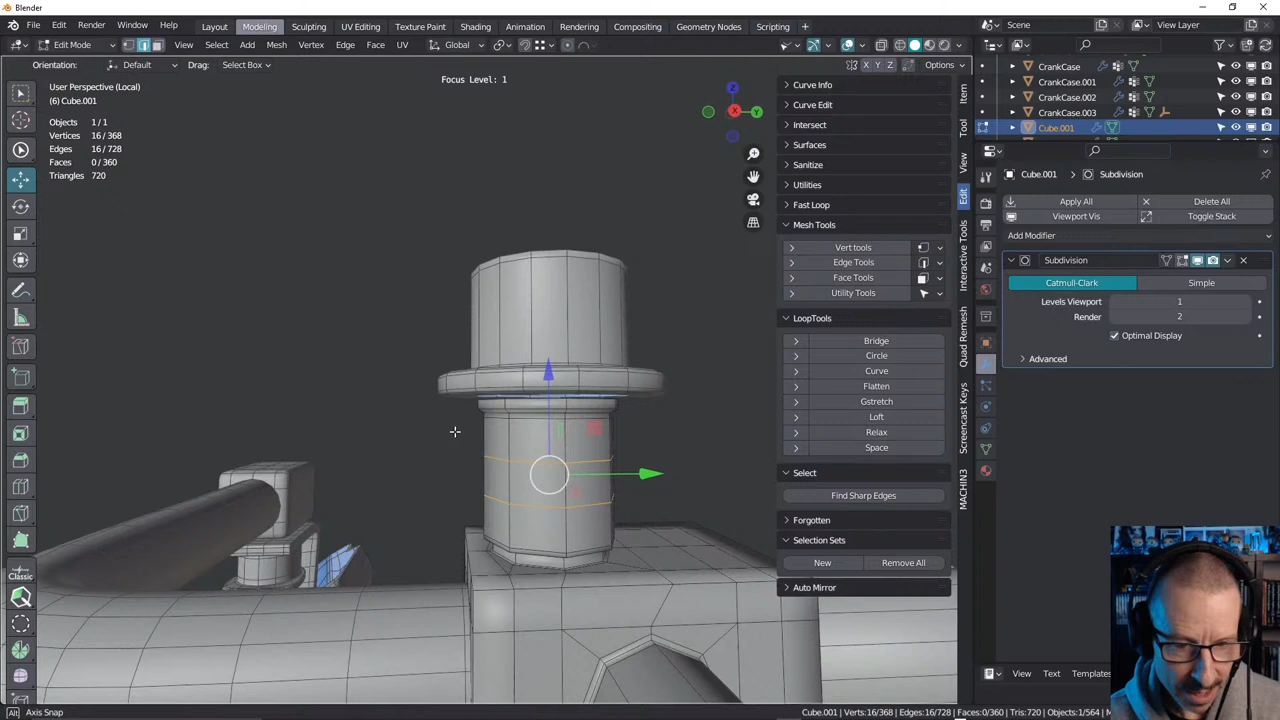 Blender
File Edit Render Window Help Layout Modeling Sculpting UV Editing Texture Paint Shading Animation Rendering Compositing Geometry Nodes Scripting + Scene View Layer
Edit Mode View Select Add Mesh Vertex Edge Face UV Global
Orientation: Default Drag: Select Box X Y Z Options
Focus Level: 1
User Perspective (Local)
(6) Cube.001
Objects 1/1
Vertices 16/368
Edges 16/728
Faces 0/360
Triangles 720
Z
X
Y
Curve Info
Curve Edit
Intersect
Surfaces
Sanitize
Utilities
Fast Loop
Mesh Tools
Vert tools
Edge Tools
Face Tools
Utility Tools
LoopTools
Bridge
Circle
Curve
Flatten
Gstretch
Loft
Relax
Space
Select
Find Sharp Edges
Forgotten
Selection Sets
New Remove All
Auto Mirror
Item
Tool
View
Edit
Interactive Tools
Quad Remesh
Screencast Keys
MACHIN3
CrankCase
CrankCase.001
CrankCase.002
CrankCase.003
Cube.001
Cube.001 > Subdivision
Apply All Delete All
Viewport Vis Toggle Stack
Add Modifier
Subdivision
Catmull-Clark Simple
Levels Viewport 1
Render 2
Optimal Display
Advanced
Classic
View Text Templates
Alt Axis Snap
Cube.001 | Verts:16/368 | Edges:16/728 | Faces:0/360 | Tris:720 | Objects:1/564